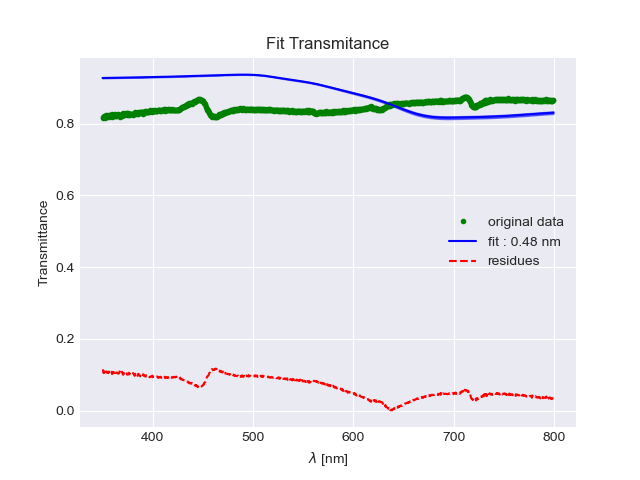 Fit Transmitance
Transmittance
0.8
0.6
0.4
0.2
0.0
original data
fit : 0.48 nm
residues
400 500 600 700 800
λ [nm]